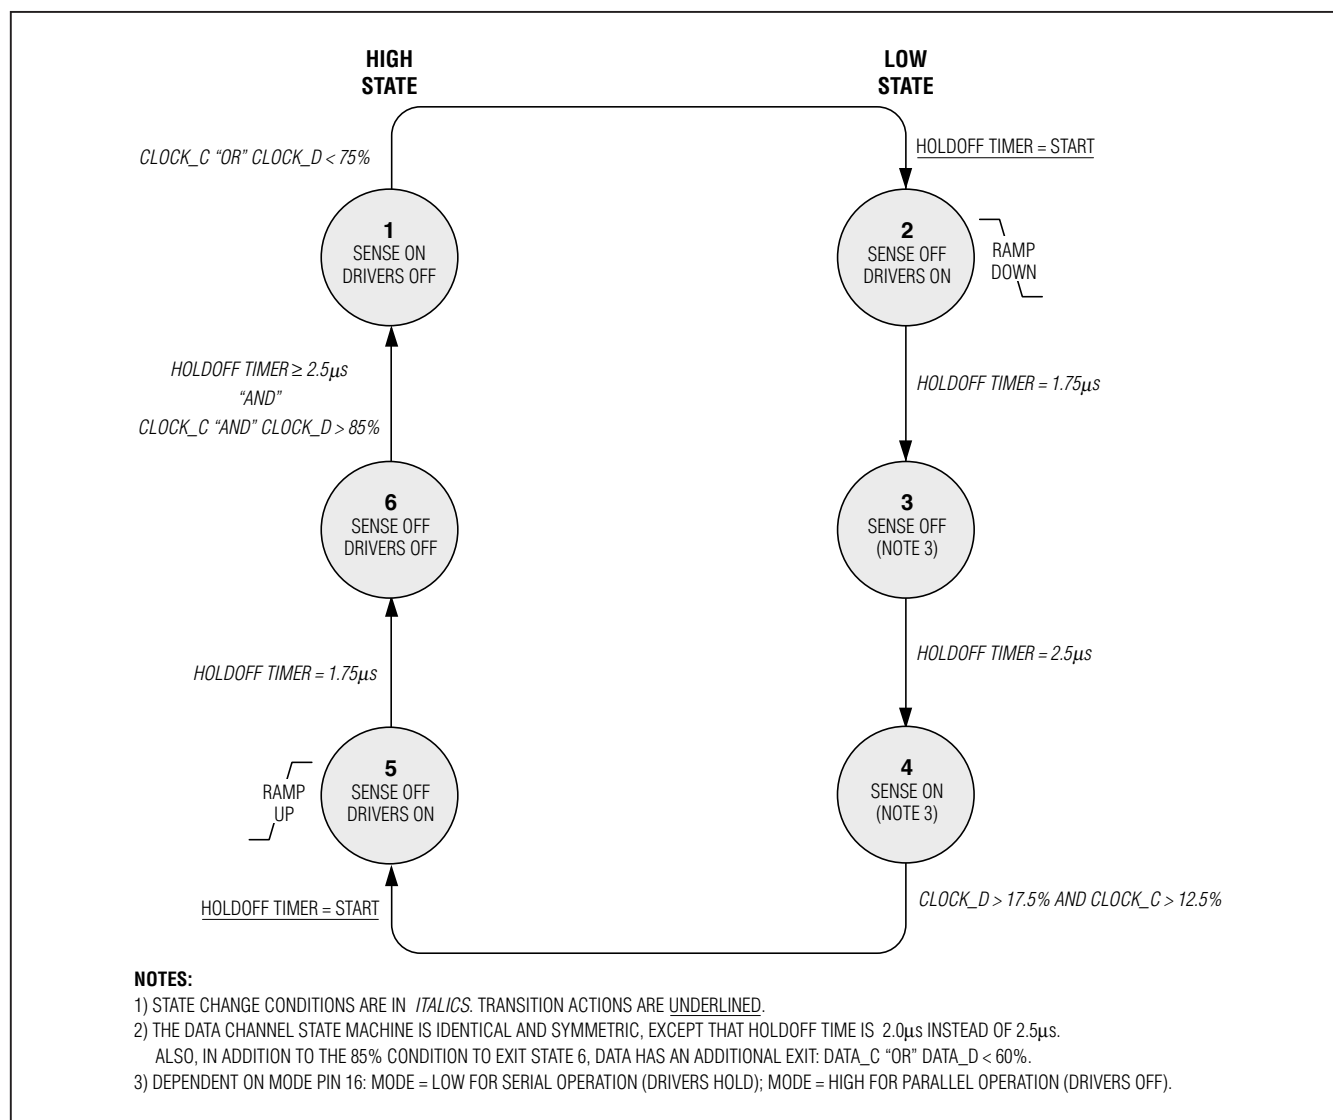 HIGH
STATE
LOW
STATE
CLOCK_C “OR” CLOCK_D < 75%
HOLDOFF TIMER = START
1
SENSE ON
DRIVERS OFF
2
SENSE OFF
DRIVERS ON
RAMP
DOWN
HOLDOFF TIMER ≥ 2.5µs
“AND”
CLOCK_C “AND” CLOCK_D > 85%
HOLDOFF TIMER = 1.75µs
6
SENSE OFF
DRIVERS OFF
3
SENSE OFF
(NOTE 3)
HOLDOFF TIMER = 1.75µs
HOLDOFF TIMER = 2.5µs
RAMP
UP
5
SENSE OFF
DRIVERS ON
4
SENSE ON
(NOTE 3)
HOLDOFF TIMER = START
CLOCK_D > 17.5% AND CLOCK_C > 12.5%
NOTES:
1) STATE CHANGE CONDITIONS ARE IN ITALICS. TRANSITION ACTIONS ARE UNDERLINED.
2) THE DATA CHANNEL STATE MACHINE IS IDENTICAL AND SYMMETRIC, EXCEPT THAT HOLDOFF TIME IS 2.0µs INSTEAD OF 2.5µs.
ALSO, IN ADDITION TO THE 85% CONDITION TO EXIT STATE 6, DATA HAS AN ADDITIONAL EXIT: DATA_C “OR” DATA_D < 60%.
3) DEPENDENT ON MODE PIN 16: MODE = LOW FOR SERIAL OPERATION (DRIVERS HOLD); MODE = HIGH FOR PARALLEL OPERATION (DRIVERS OFF).